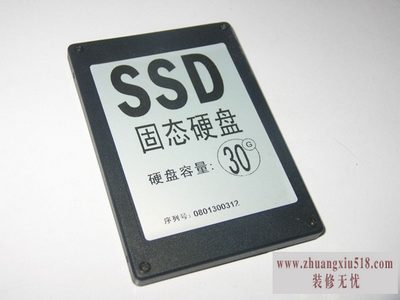 SSD
固态硬盘
硬盘容量: 30G
序列号: 0801300312
www.zhuangxiu518.com
装修无忧